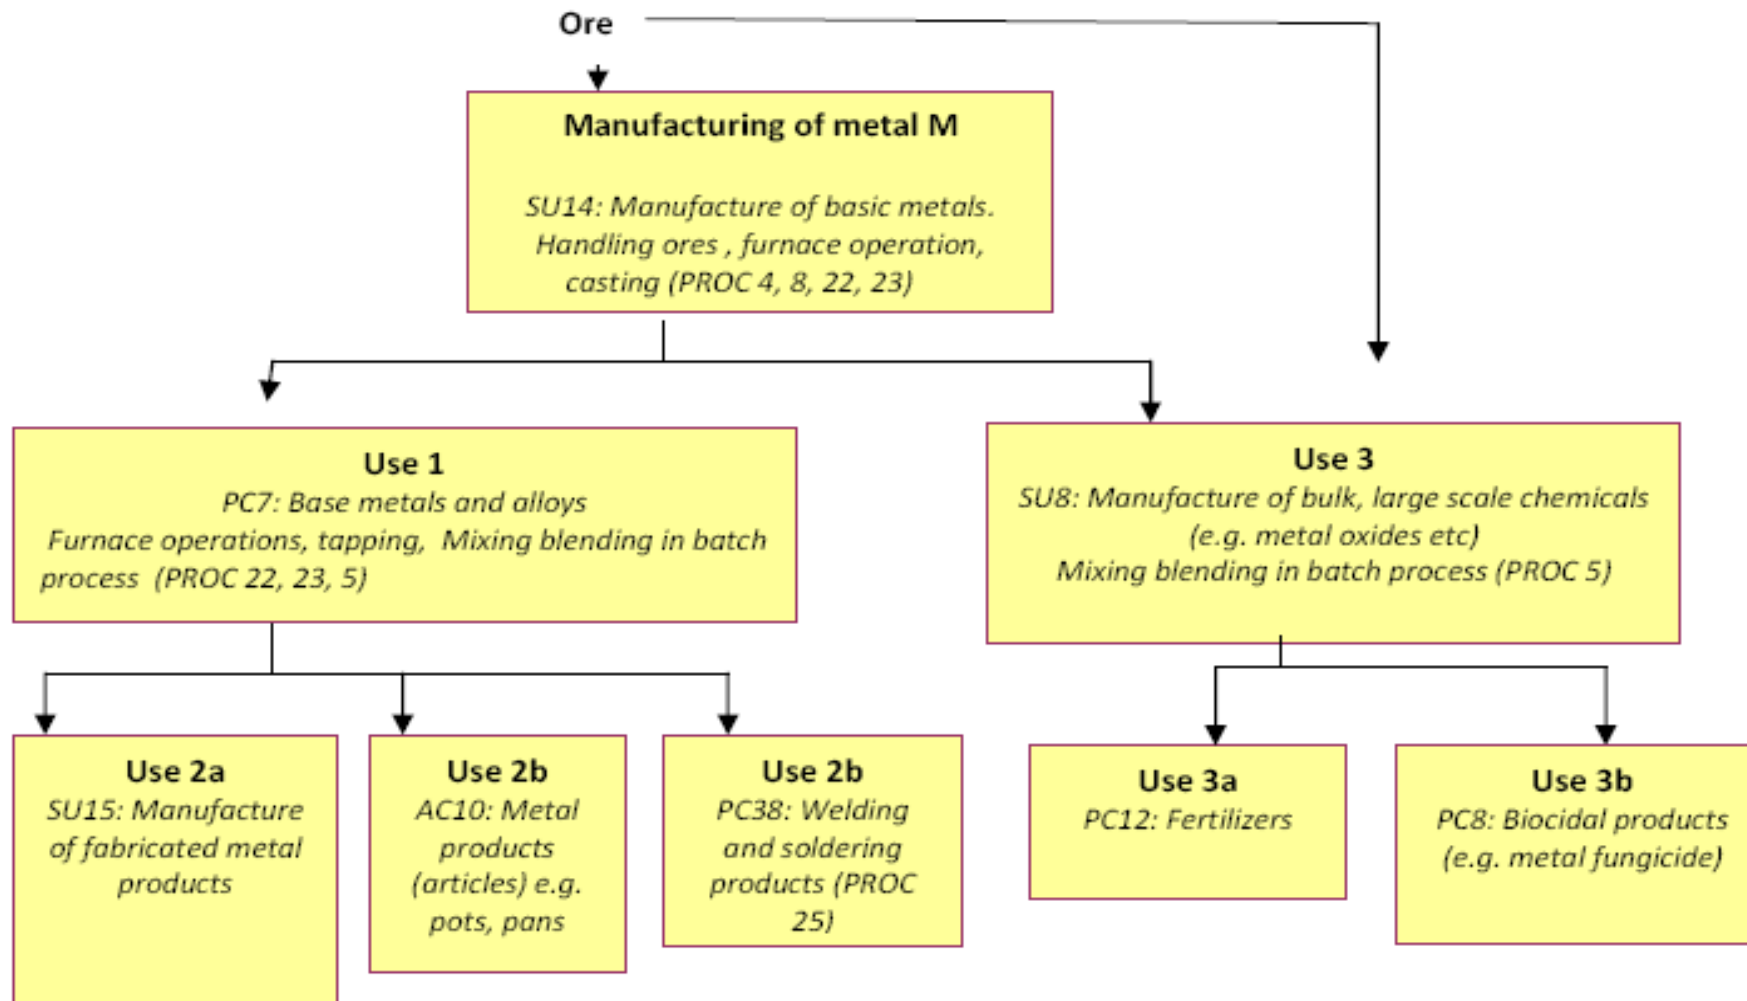 Ore
Manufacturing of metal M
SU14: Manufacture of basic metals.
Handling ores , furnace operation,
casting (PROC 4, 8, 22, 23)
Use 1
PC7: Base metals and alloys
Furnace operations, tapping, Mixing blending in batch
process (PROC 22, 23, 5)
Use 3
SU8: Manufacture of bulk, large scale chemicals
(e.g. metal oxides etc)
Mixing blending in batch process (PROC 5)
Use 2a
SU15: Manufacture
of fabricated metal
products
Use 2b
AC10: Metal
products
(articles) e.g.
pots, pans
Use 2b
PC38: Welding
and soldering
products (PROC
25)
Use 3a
PC12: Fertilizers
Use 3b
PC8: Biocidal products
(e.g. metal fungicide)